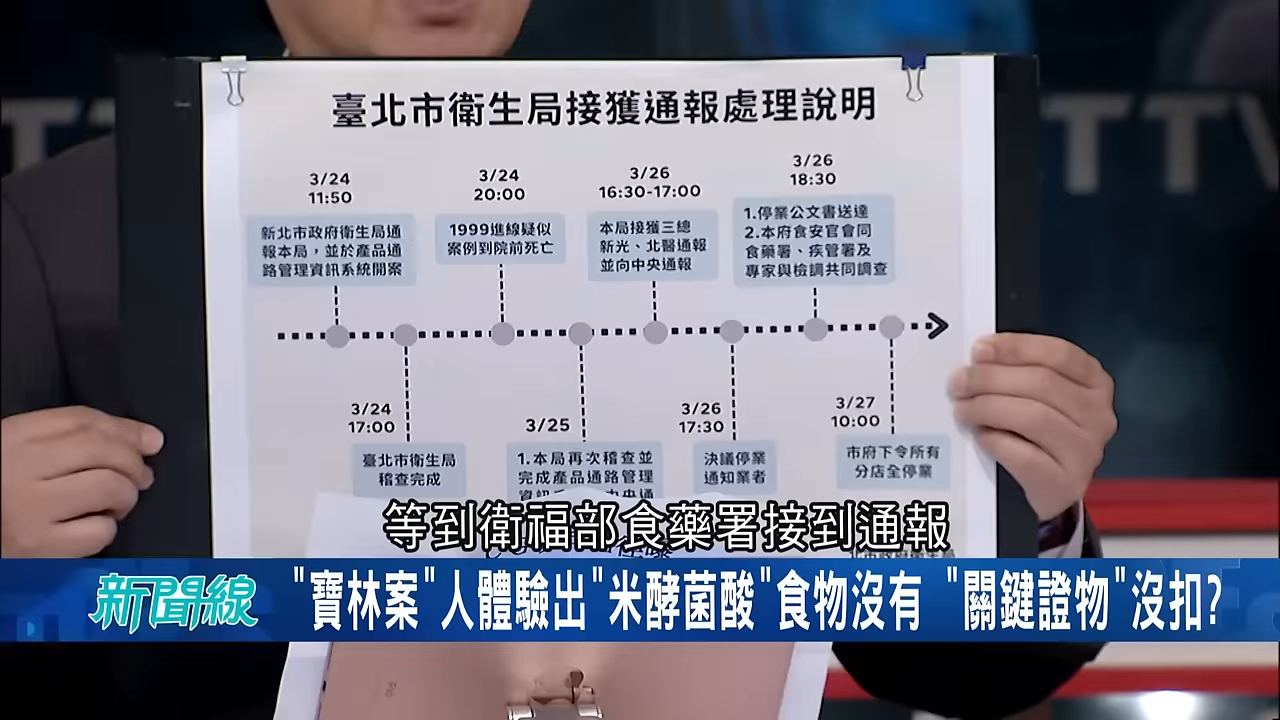 臺北市衛生局接獲通報處理說明
3/24
11:50
新北市政府衛生局通
報本局，並於產品通
路管理資訊系統開案
3/24
20:00
1999進線疑似
案例到院前死亡
3/26
16:30-17:00
本局接獲三總
新光、北醫通報
並向中央通報
3/26
18:30
1.停業公文書送達
2.本府食安官會同
食藥署、疾管署及
專家與檢調共同調查
3/24
17:00
臺北市衛生局
稽查完成
3/25
1.本局再次稽查並
完成產品通路管理
3/26
17:30
決議停業
通知業者
3/27
10:00
市府下令所有
分店全停業
等到衛福部食藥署接到通報
新聞線
"寶林案"人體驗出"米酵菌酸"食物沒有 "關鍵證物"沒扣?